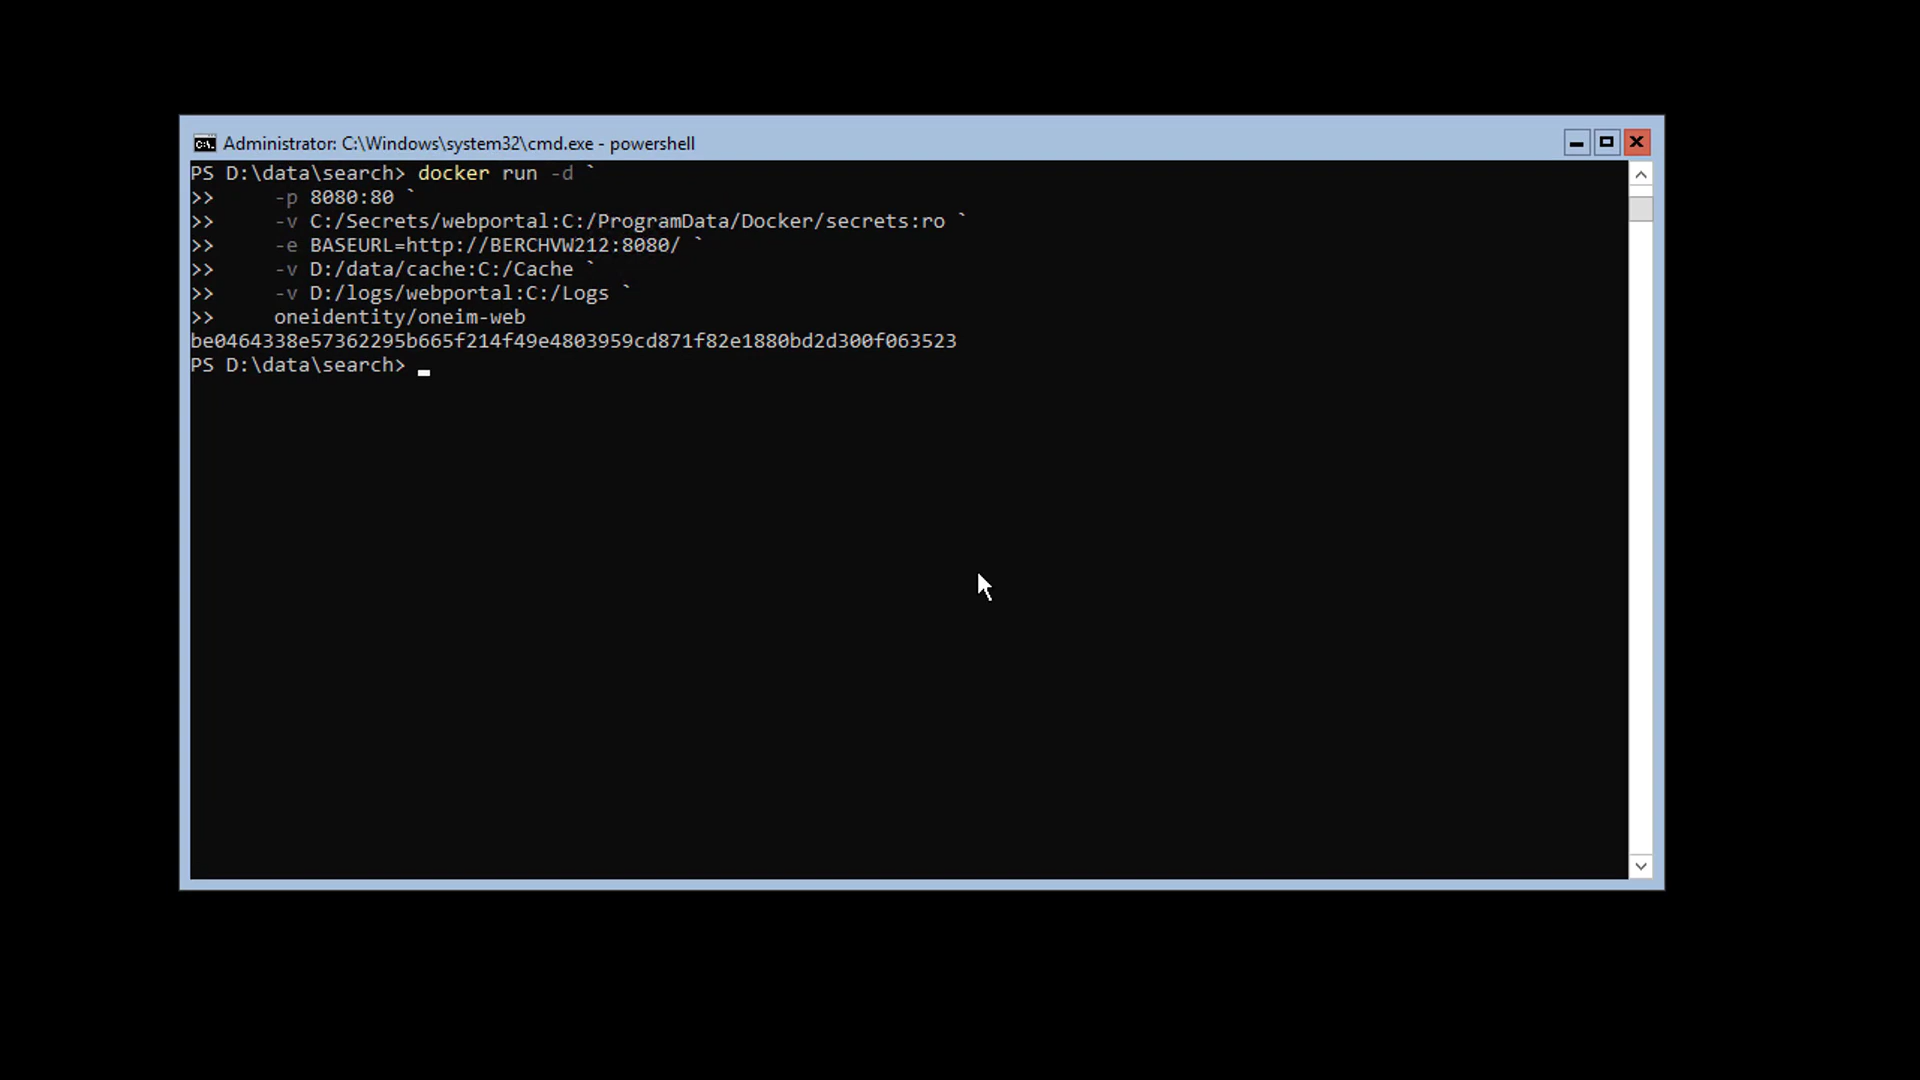 Administrator: C:\Windows\system32\cmd.exe - powershell
PS D:\data\search> docker run -d `
>>     -p 8080:80 `
>>     -v C:/Secrets/webportal:C:/ProgramData/Docker/secrets:ro `
>>     -e BASEURL=http://BERCHVW212:8080/ `
>>     -v D:/data/cache:C:/Cache `
>>     -v D:/logs/webportal:C:/Logs `
>>     oneidentity/oneim-web
be0464338e57362295b665f214f49e4803959cd871f82e1880bd2d300f063523
PS D:\data\search>